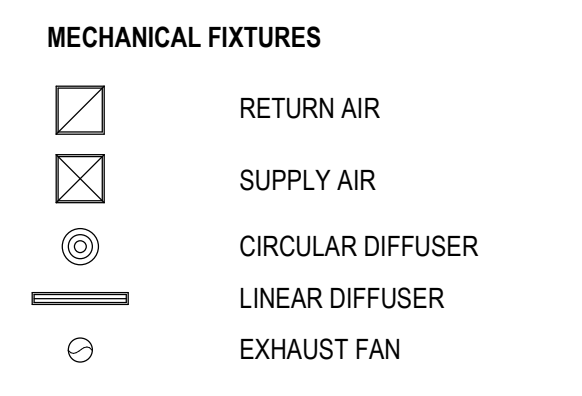 MECHANICAL FIXTURES
RETURN AIR
SUPPLY AIR
CIRCULAR DIFFUSER
LINEAR DIFFUSER
EXHAUST FAN